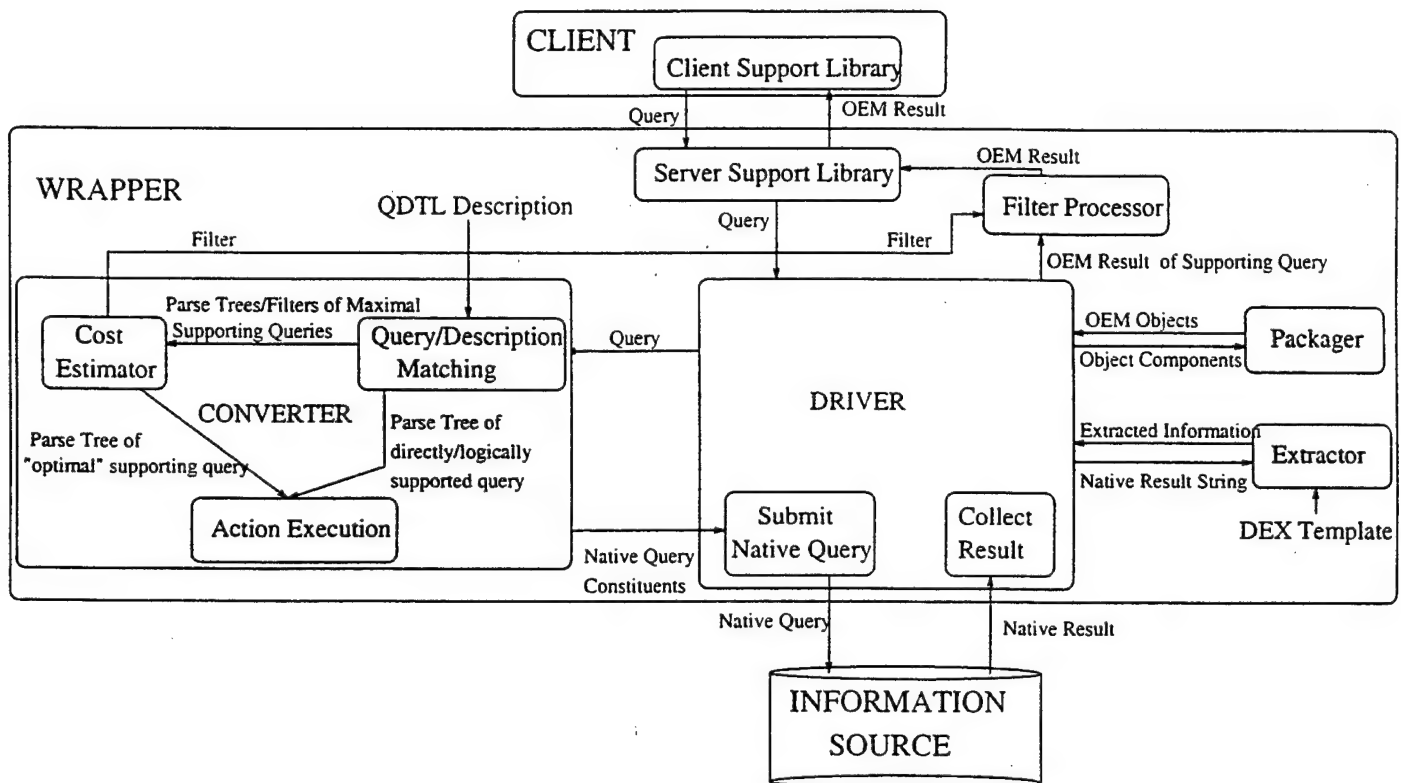 CLIENT
Client Support Library
Query
OEM Result
WRAPPER
Server Support Library
OEM Result
Filter Processor
QDTL Description
Query
Filter
Filter
OEM Result of Supporting Query
Parse Trees/Filters of Maximal
Supporting Queries
Cost
Estimator
Query/Description
Matching
Query
OEM Objects
Object Components
Packager
CONVERTER
DRIVER
Parse Tree of
"optimal" supporting query
Parse Tree of
directly/logically
supported query
Extracted Information
Native Result String
Extractor
DEX Template
Action Execution
Submit
Native Query
Collect
Result
Native Query
Constituents
Native Query
Native Result
INFORMATION
SOURCE